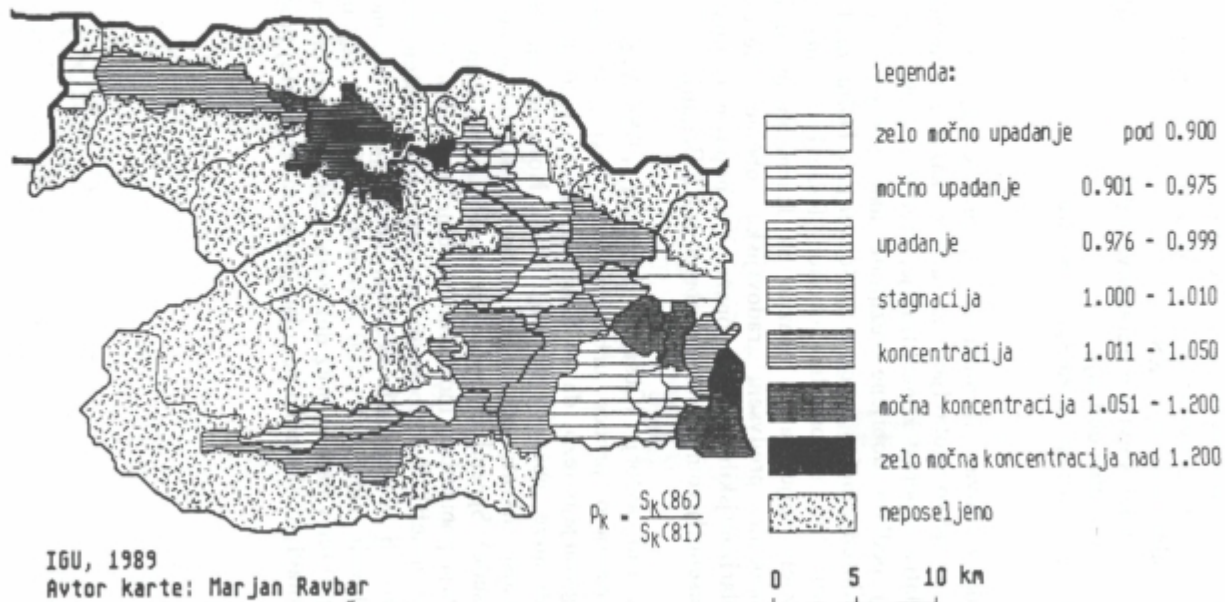 Legenda:
zelo močno upadanje pod 0.900
močno upadanje 0.901 - 0.975
upadanje 0.976 - 0.999
stagnacija 1.000 - 1.010
koncentracija 1.011 - 1.050
močna koncentracija 1.051 - 1.200
zelo močna koncentracija nad 1.200
neposeljeno
P_K = S_K(86) / S_K(81)
IGU, 1989
Avtor karte: Marjan Ravbar
0 5 10 km